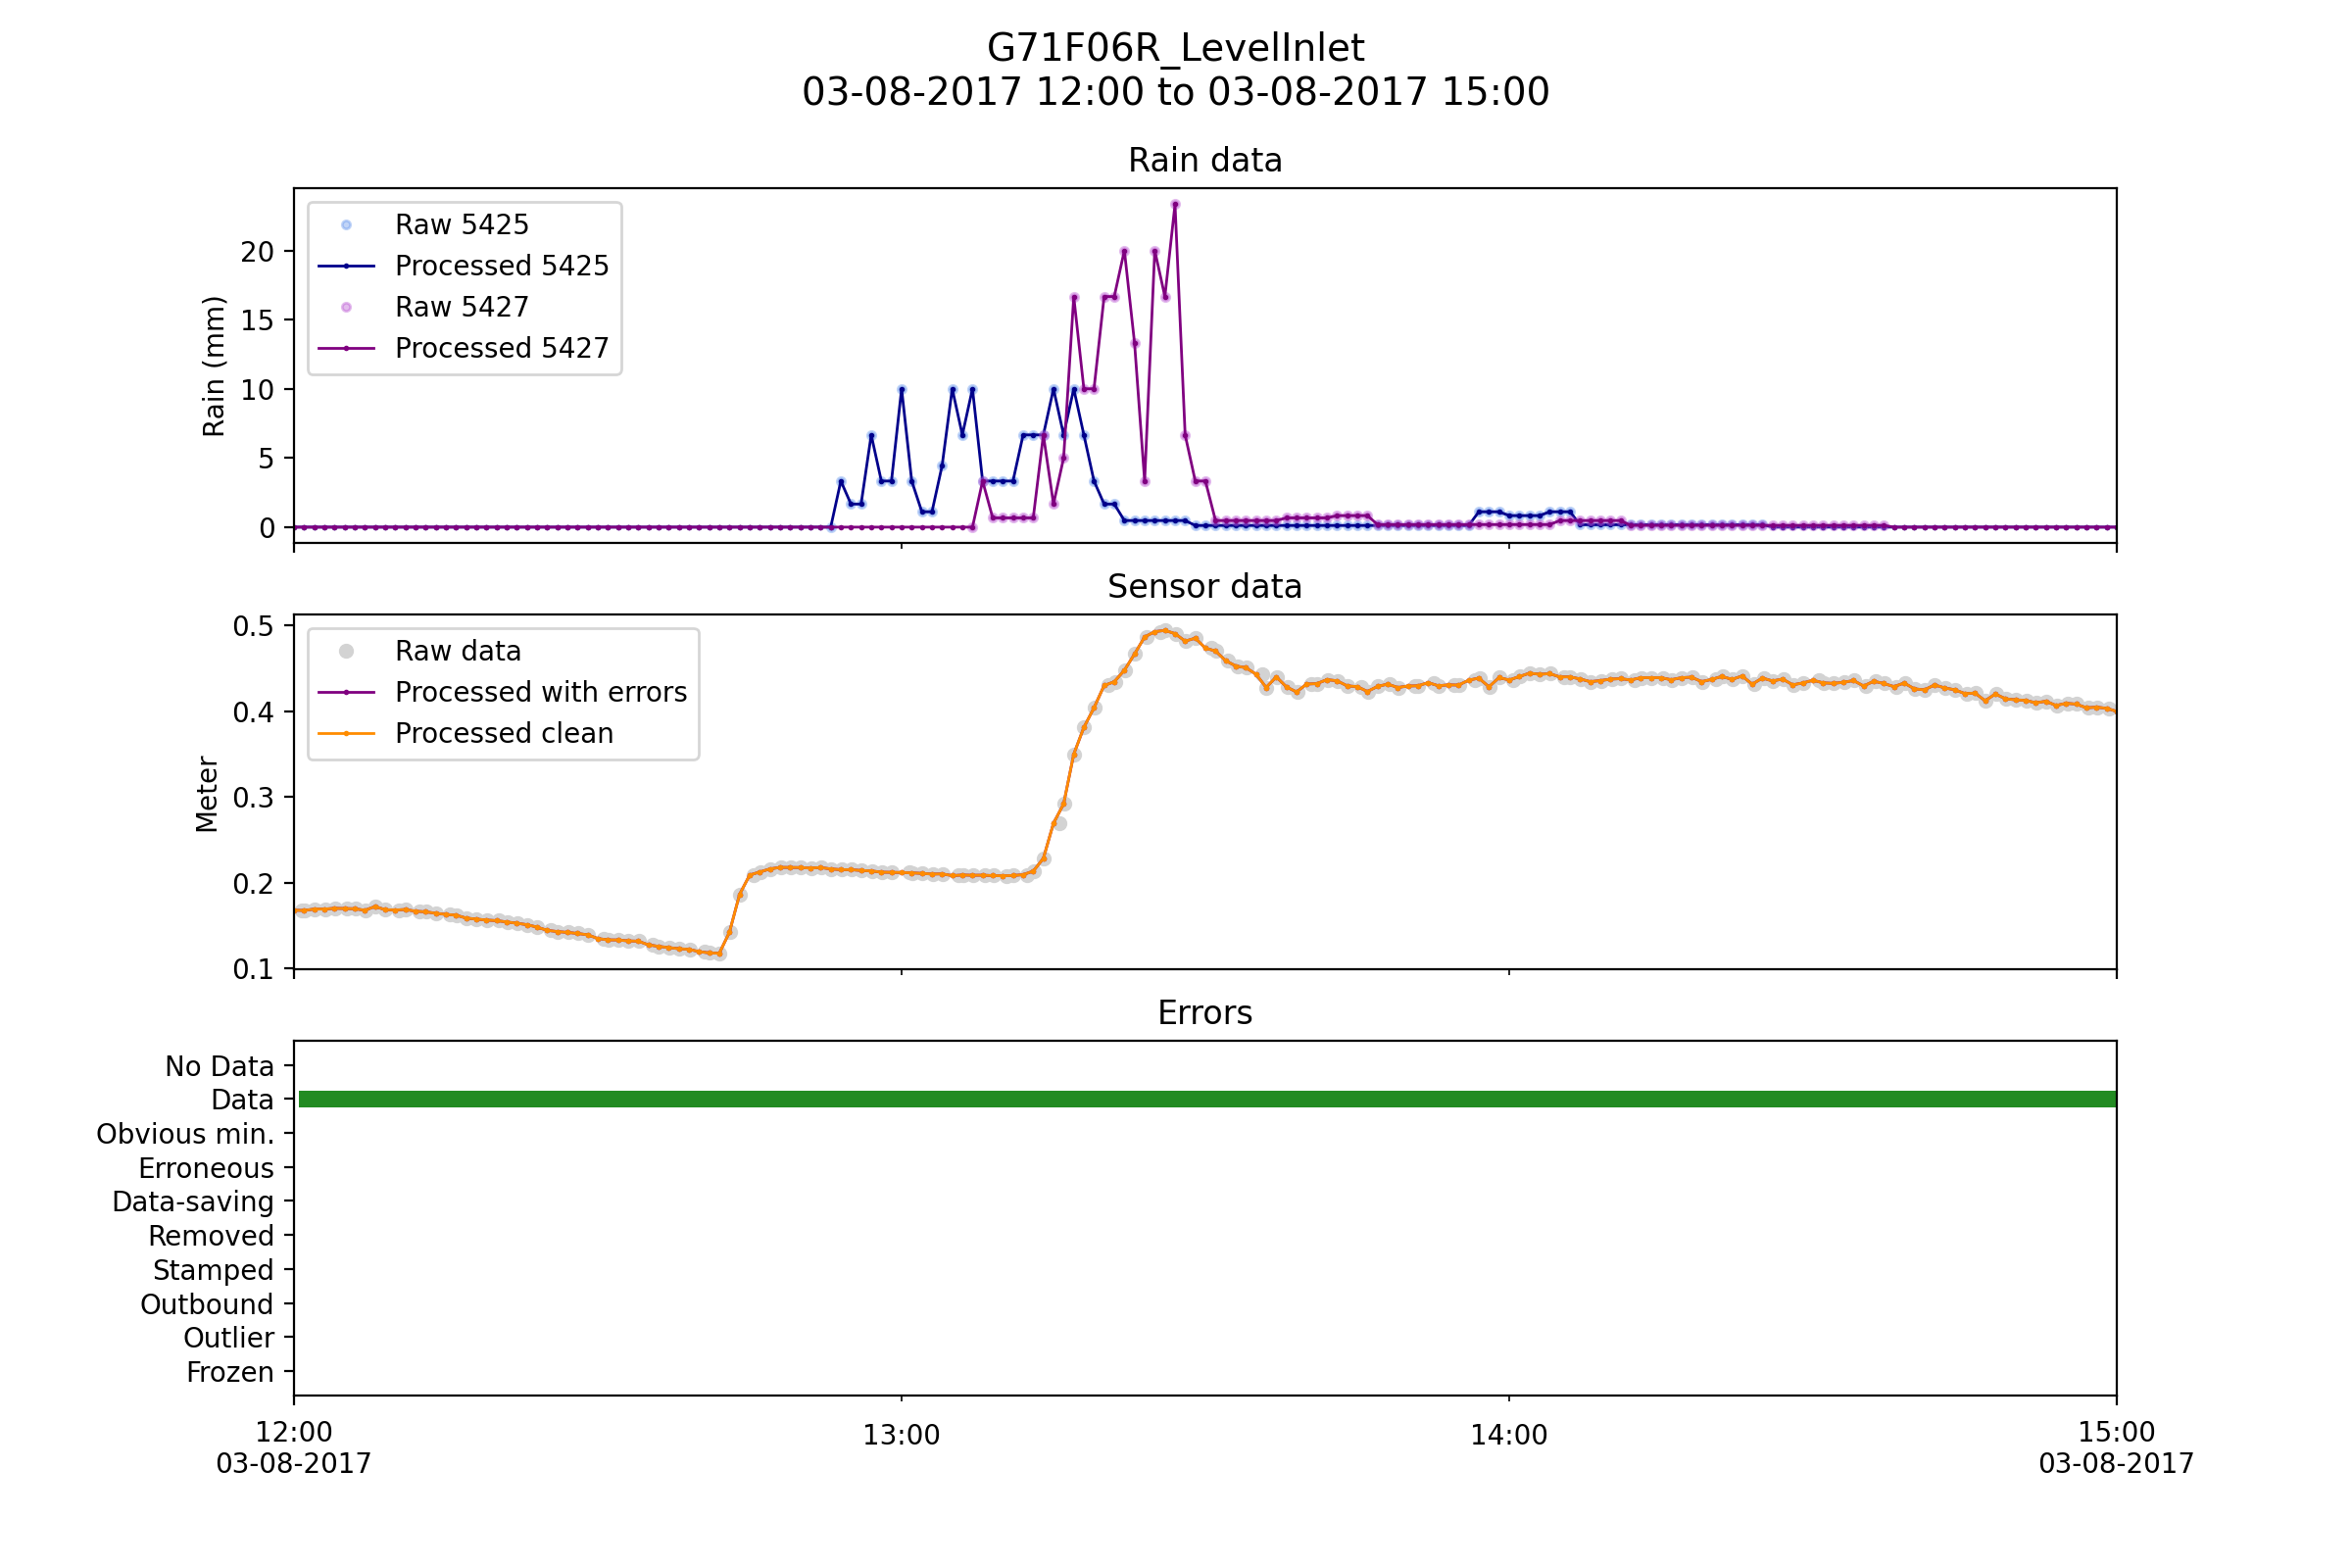 G71F06R_LevelInlet
03-08-2017 12:00 to 03-08-2017 15:00
Rain data
Rain (mm)
20
15
10
5
0
Raw 5425
Processed 5425
Raw 5427
Processed 5427
Sensor data
Meter
0.5
0.4
0.3
0.2
0.1
Raw data
Processed with errors
Processed clean
Errors
No Data
Data
Obvious min.
Erroneous
Data-saving
Removed
Stamped
Outbound
Outlier
Frozen
12:00 13:00 14:00 15:00
03-08-2017 03-08-2017